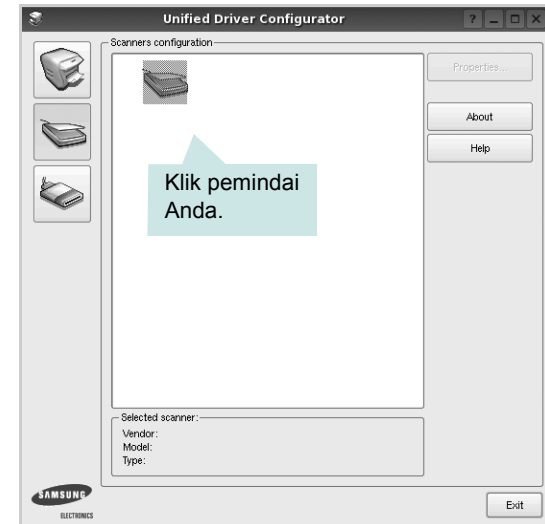 Unified Driver Configurator
Scanners configuration
Properties...
About
Help
Klik pemindai
Anda.
Selected scanner:
Vendor:
Model:
Type:
SAMSUNG
ELECTRONICS
Exit